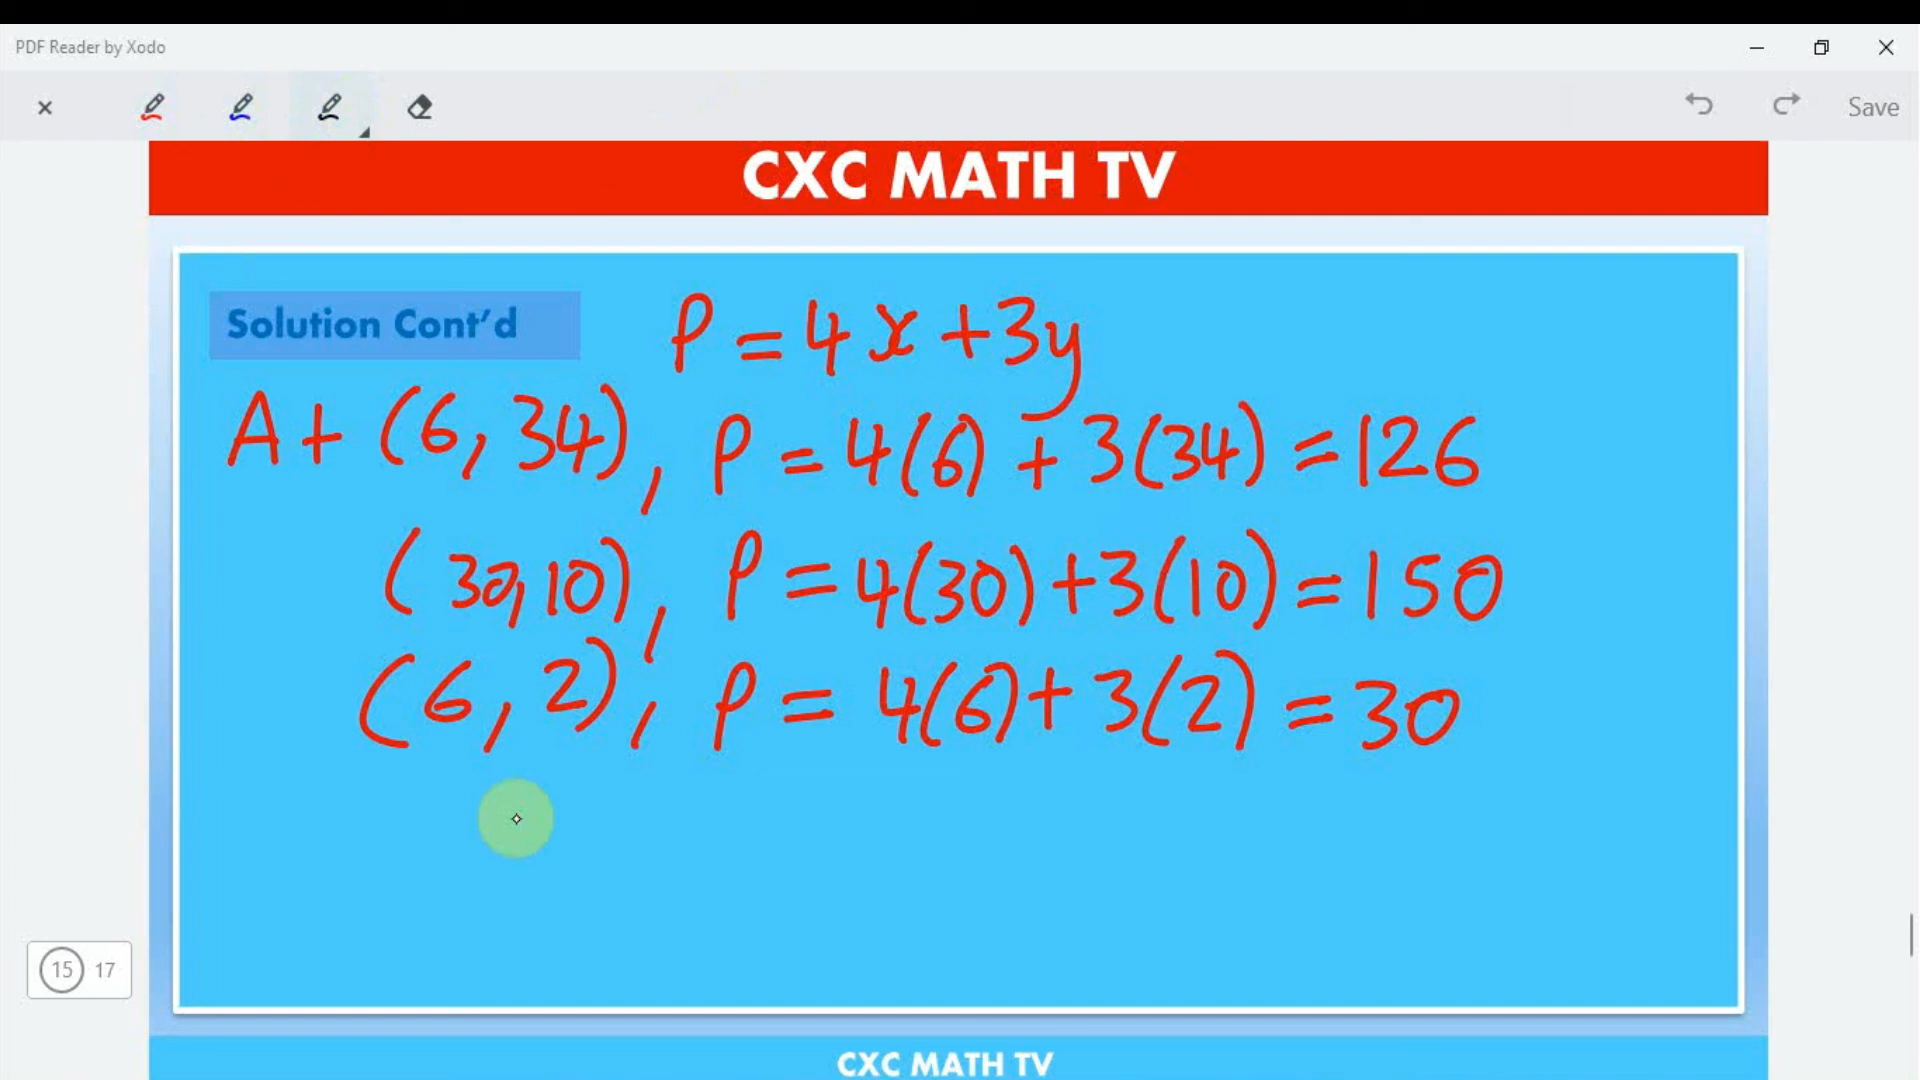 PDF Reader by Xodo
Save
CXC MATH TV
Solution Cont'd
P = 4x + 3y
A + (6, 34), P = 4(6) + 3(34) = 126
(30, 10), P = 4(30) + 3(10) = 150
(6, 2), P = 4(6) + 3(2) = 30
15 17
CXC MATH TV